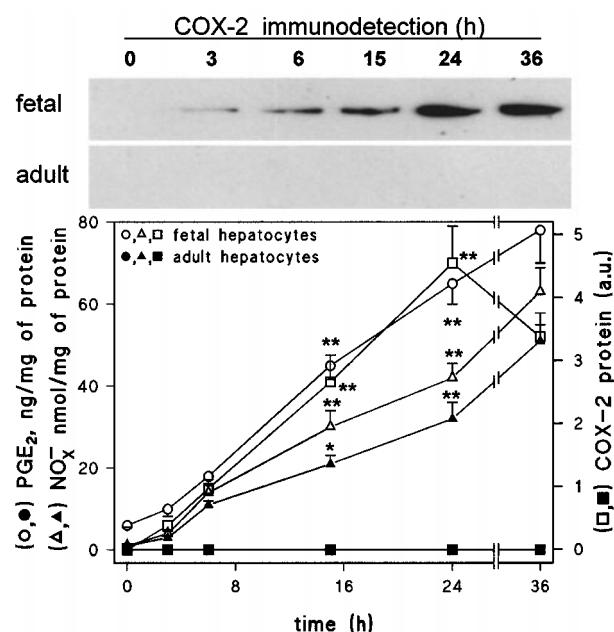 COX-2 immunodetection (h)
0 3 6 15 24 36
fetal
adult
(○,●) PGE₂, ng/mg of protein
(△,▲) NOₓ⁻ nmol/mg of protein
80
60
40
20
0
○,△,□ fetal hepatocytes
●,▲,■ adult hepatocytes
**
**
**
*
**
**
**
**
5
4
3
2
1
0
(□,■) COX-2 protein (a.u.)
0 8 16 24 36
time (h)